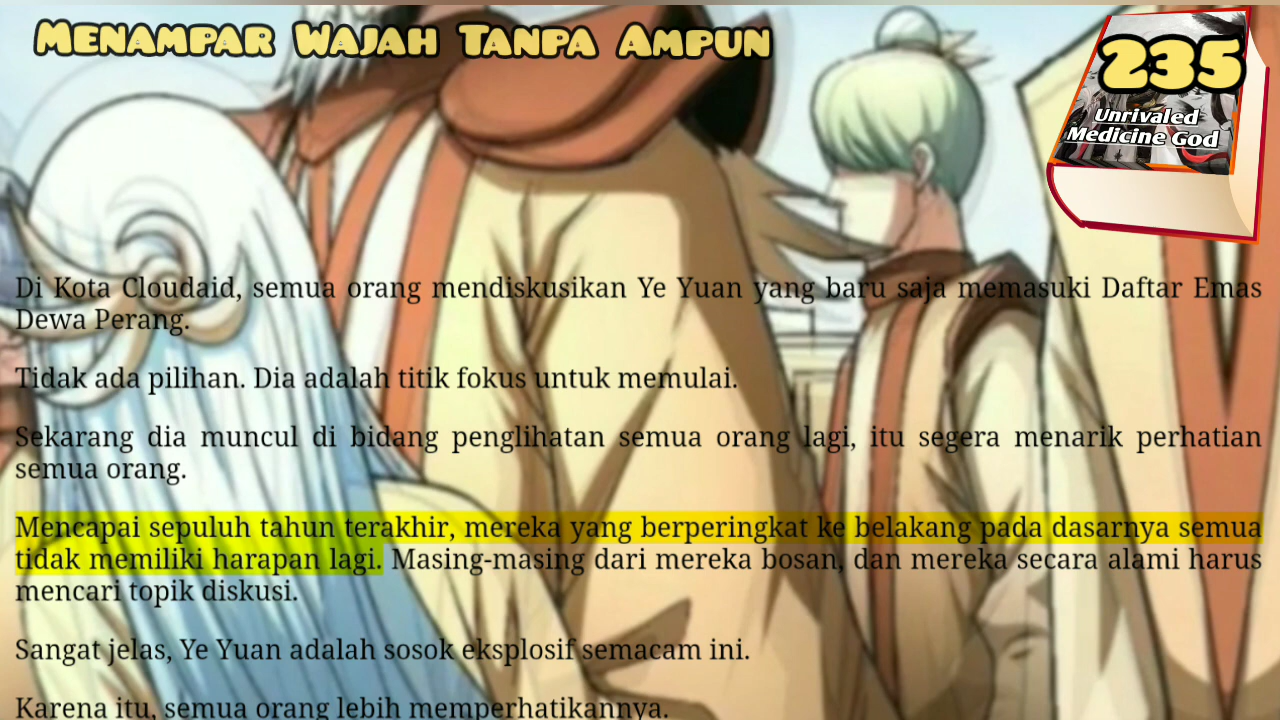 Menampar Wajah Tanpa Ampun
235
Unrivaled
Medicine God
Di Kota Cloudaid, semua orang mendiskusikan Ye Yuan yang baru saja memasuki Daftar Emas
Dewa Perang.
Tidak ada pilihan. Dia adalah titik fokus untuk memulai.
Sekarang dia muncul di bidang penglihatan semua orang lagi, itu segera menarik perhatian
semua orang.
Mencapai sepuluh tahun terakhir, mereka yang berperingkat ke belakang pada dasarnya semua
tidak memiliki harapan lagi. Masing-masing dari mereka bosan, dan mereka secara alami harus
mencari topik diskusi.
Sangat jelas, Ye Yuan adalah sosok eksplosif semacam ini.
Karena itu, semua orang lebih memperhatikannya.